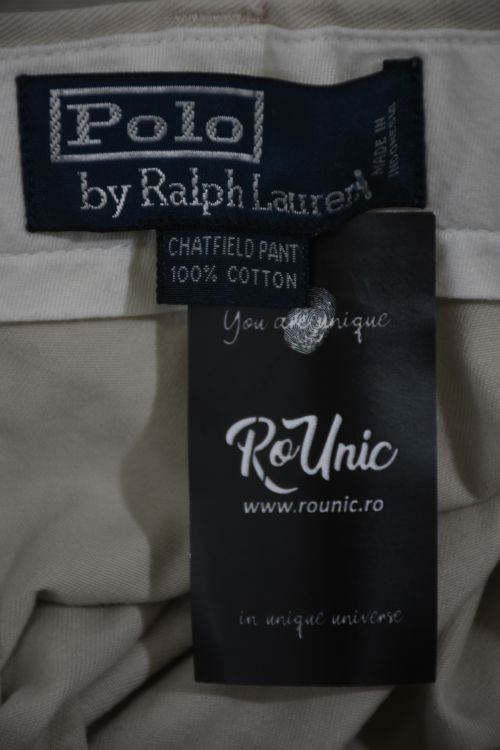 Polo
by Ralph Lauren
MADE IN
INDONESIA
CHATFIELD PANT
100% COTTON
You are unique
RoUnic
www.rounic.ro
in unique universe